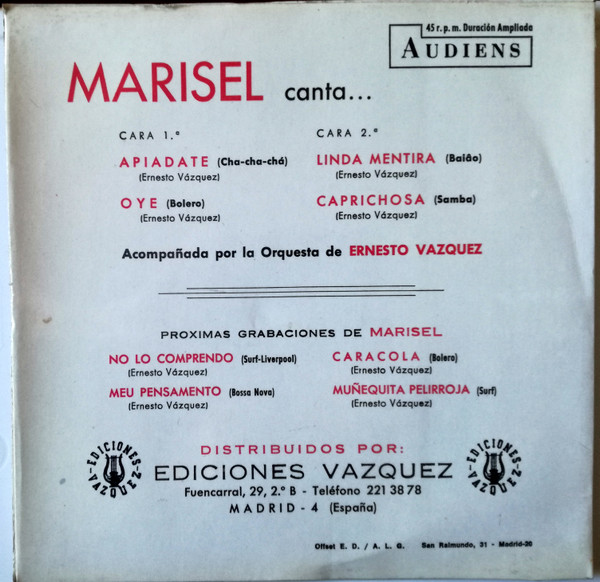 45 r. p. m. Duración Ampliada
AUDIENS
MARISEL canta...
CARA 1.ª
APIADATE (Cha-cha-chá)
(Ernesto Vázquez)
OYE (Bolero)
(Ernesto Vázquez)
CARA 2.ª
LINDA MENTIRA (Baião)
(Ernesto Vázquez)
CAPRICHOSA (Samba)
(Ernesto Vázquez)
Acompañada por la Orquesta de ERNESTO VAZQUEZ
PROXIMAS GRABACIONES DE MARISEL
NO LO COMPRENDO (Surf-Liverpool)
(Ernesto Vázquez)
MEU PENSAMENTO (Bossa Nova)
(Ernesto Vázquez)
CARACOLA (Bolero)
(Ernesto Vázquez)
MUÑEQUITA PELIRROJA (Surf)
(Ernesto Vázquez)
EDICIONES VAZQUEZ
DISTRIBUIDOS POR:
EDICIONES VAZQUEZ
Fuencarral, 29, 2.º B - Teléfono 221 38 78
MADRID - 4 (España)
EDICIONES VAZQUEZ
Offset E. D. / A. L. G. San Raimundo, 31 - Madrid-20